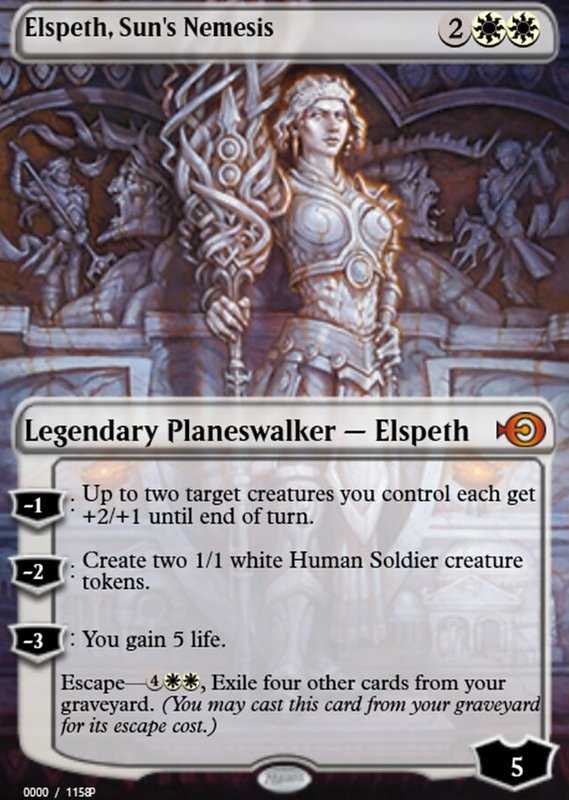 Elspeth, Sun's Nemesis 2
Legendary Planeswalker — Elspeth
-1 : Up to two target creatures you control each get
+2/+1 until end of turn.
-2 : Create two 1/1 white Human Soldier creature
tokens.
-3 : You gain 5 life.
Escape—4, Exile four other cards from your
graveyard. (You may cast this card from your graveyard
for its escape cost.)
5
0000 / 1158P